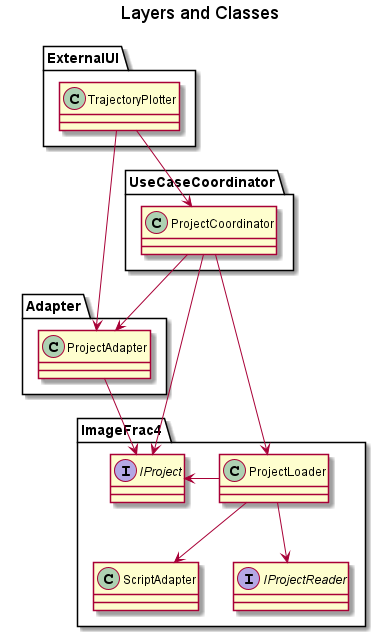 Layers and Classes
ExternalUI
C TrajectoryPlotter
UseCaseCoordinator
C ProjectCoordinator
Adapter
C ProjectAdapter
ImageFrac4
I IProject
C ProjectLoader
C ScriptAdapter
I IProjectReader